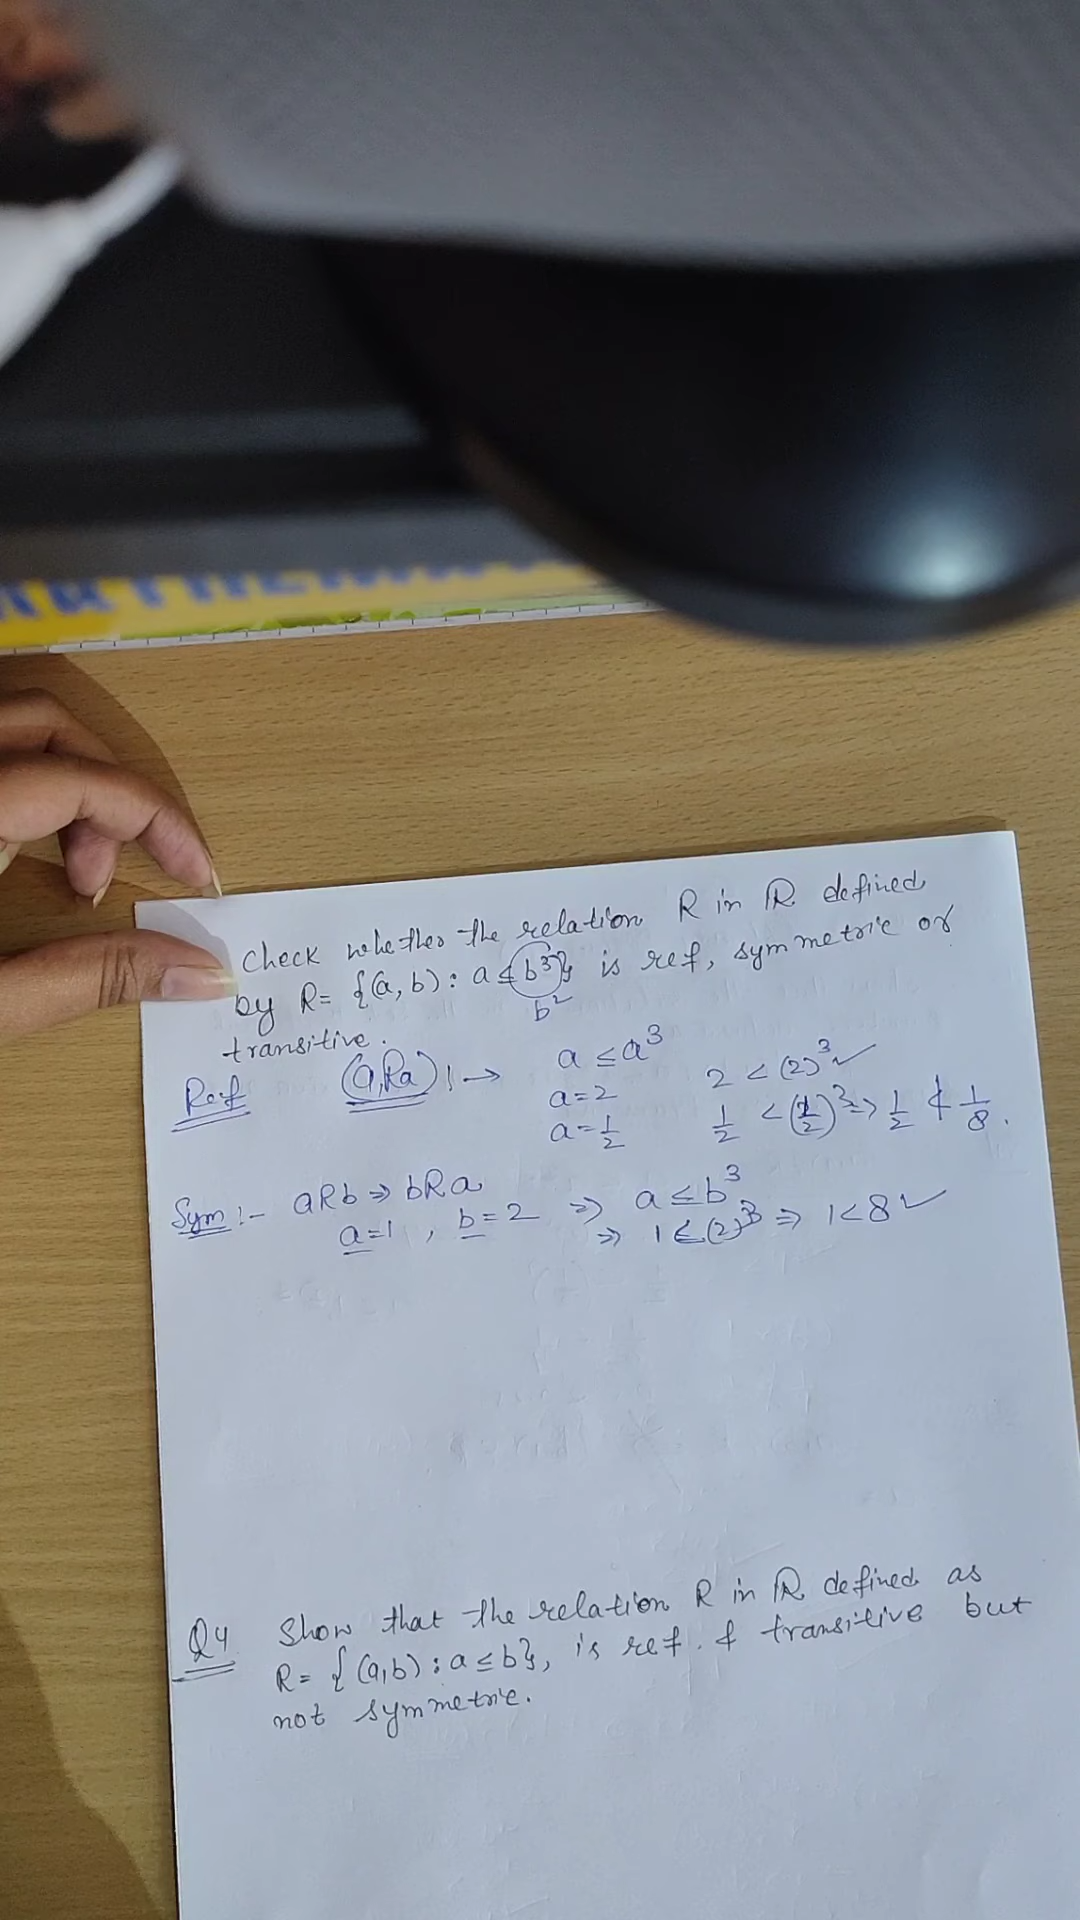 check whether the relation R in ℝ defined
by R= {(a, b) : a ≤ b³} is ref, symmetric or
b²
transitive.
Ref (a,Ra) :→ a ≤ a³
a=2 2 < (2)³ ✓
a=1/2 1/2 < (1/2)³ ⇒ 1/2 ≮ 1/8 .
Sym :- aRb ⇒ bRa ⇒ a ≤ b³
a=1 , b=2 ⇒ 1 ≤ (2)³ ⇒ 1<8 ✓
Q4 Show that the relation R in ℝ defined as
R= {(a,b) : a ≤ b}, is ref. & transitive but
not symmetric.